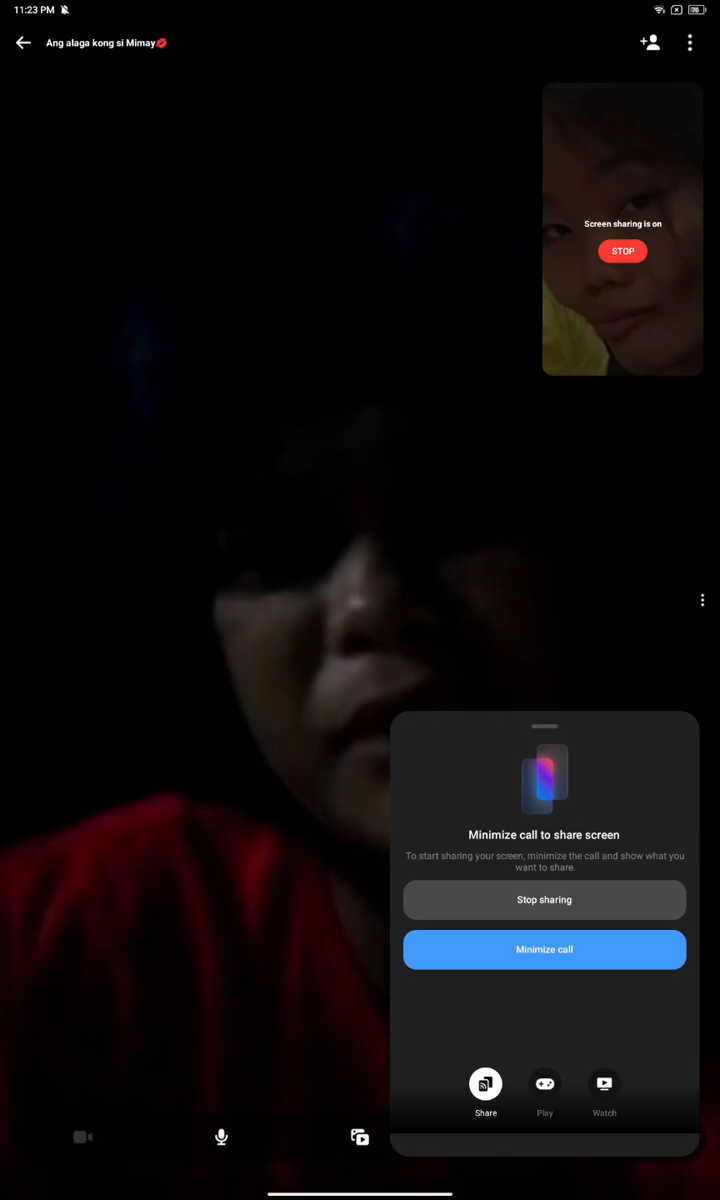 11:23 PM
70
Ang alaga kong si Mimay💋
Screen sharing is on
STOP
Minimize call to share screen
To start sharing your screen, minimize the call and show what you
want to share.
Stop sharing
Minimize call
Share
Play
Watch